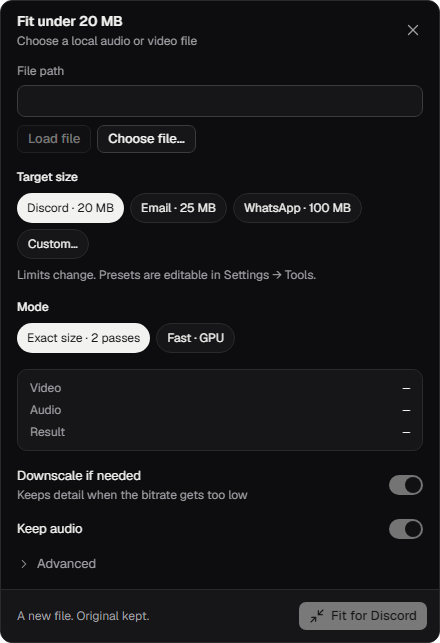 Fit under 20 MB
Choose a local audio or video file
File path
Load file
Choose file...
Target size
Discord · 20 MB
Email · 25 MB
WhatsApp · 100 MB
Custom...
Limits change. Presets are editable in Settings → Tools.
Mode
Exact size · 2 passes
Fast · GPU
Video –
Audio –
Result –
Downscale if needed
Keeps detail when the bitrate gets too low
Keep audio
Advanced
A new file. Original kept.
Fit for Discord